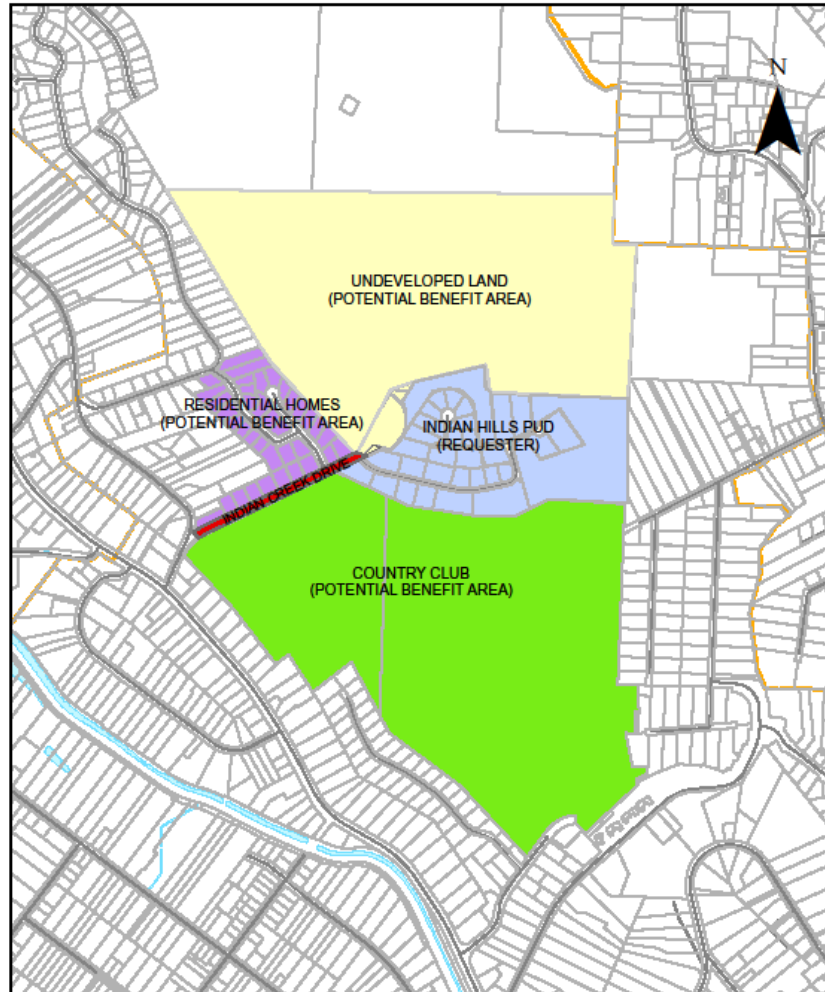 N
UNDEVELOPED LAND
(POTENTIAL BENEFIT AREA)
RESIDENTIAL HOMES
(POTENTIAL BENEFIT AREA)
INDIAN HILLS PUD
(REQUESTER)
INDIAN CREEK DRIVE
COUNTRY CLUB
(POTENTIAL BENEFIT AREA)